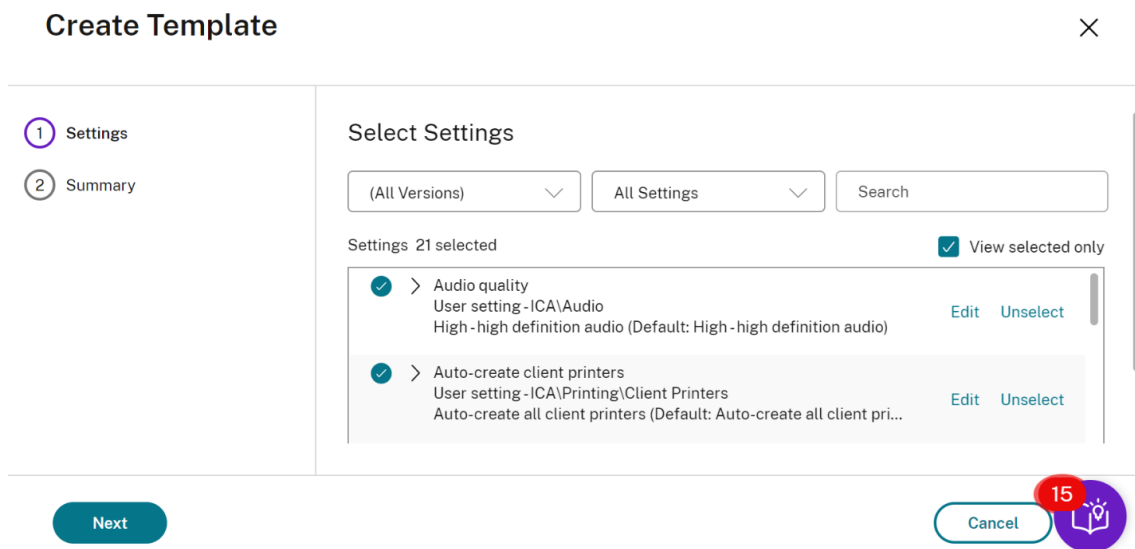 Create Template
1 Settings
2 Summary
Select Settings
(All Versions) All Settings Search
Settings 21 selected View selected only
Audio quality
User setting - ICA\Audio
High - high definition audio (Default: High - high definition audio)
Edit Unselect
Auto-create client printers
User setting - ICA\Printing\Client Printers
Auto-create all client printers (Default: Auto-create all client pri...
Edit Unselect
Next Cancel 15